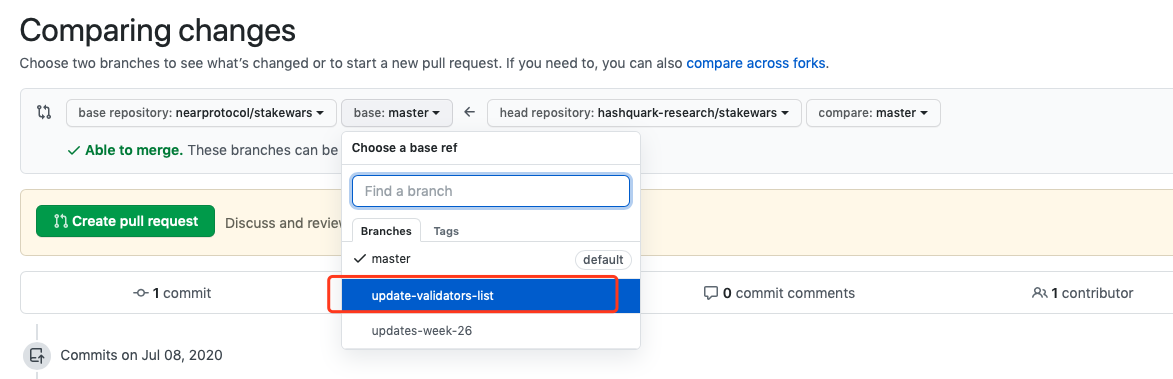 Comparing changes
Choose two branches to see what's changed or to start a new pull request. If you need to, you can also compare across forks.
base repository: nearprotocol/stakewars base: master head repository: hashquark-research/stakewars compare: master
Able to merge. These branches can be
Choose a base ref
Find a branch
Create pull request Discuss and review
Branches Tags
master default
1 commit update-validators-list 0 commit comments 1 contributor
updates-week-26
Commits on Jul 08, 2020